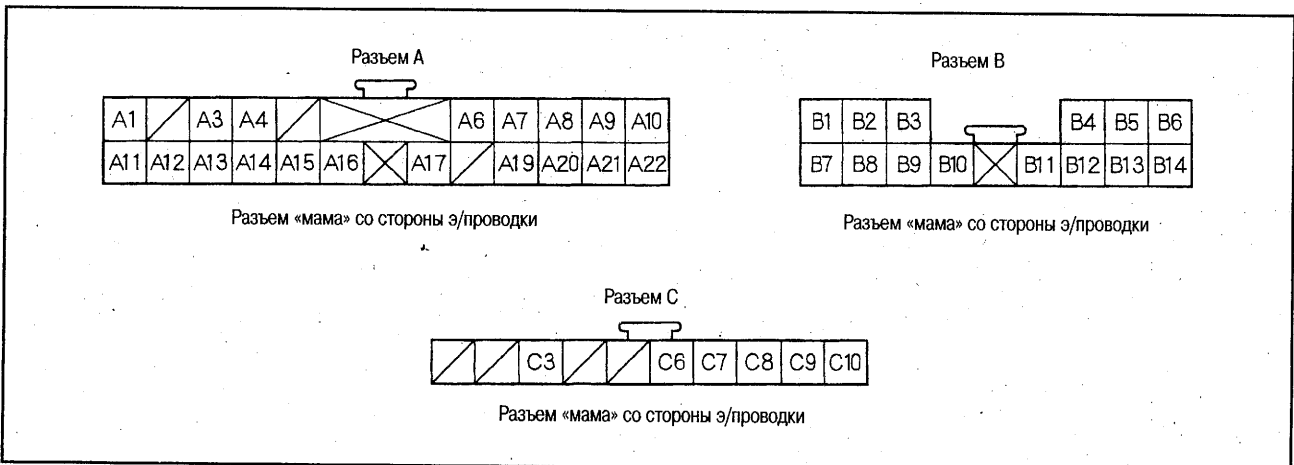 Разъем А
Разъем В
A1 A3 A4 A6 A7 A8 A9 A10
A11 A12 A13 A14 A15 A16 A17 A19 A20 A21 A22
B1 B2 B3 B4 B5 B6
B7 B8 B9 B10 B11 B12 B13 B14
Разъем «мама» со стороны э/проводки
Разъем «мама» со стороны э/проводки
Разъем С
C3 C6 C7 C8 C9 C10
Разъем «мама» со стороны э/проводки